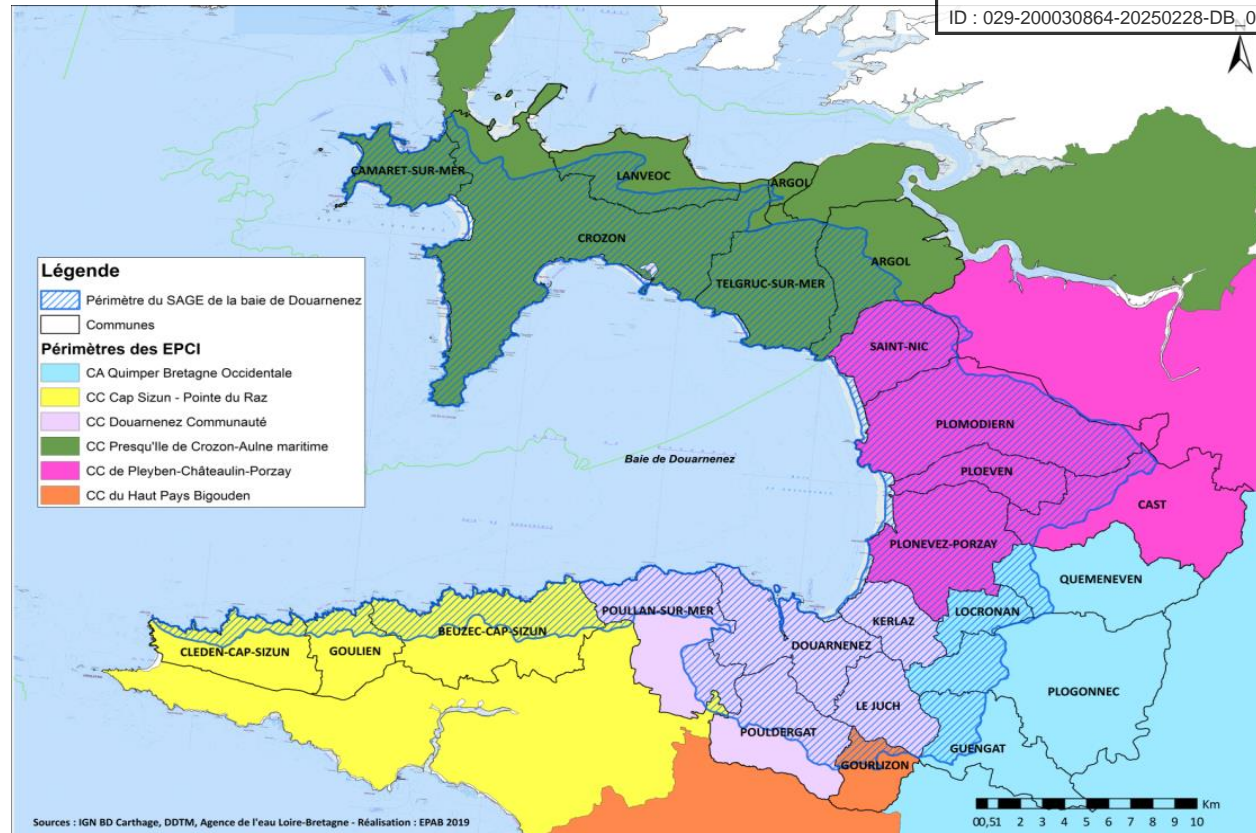 ID : 029-200030864-20250228-DB_0
N
CAMARET-SUR-MER
LANVEOC
ARGOL
CROZON
ARGOL
TELGRUC-SUR-MER
Légende
Périmètre du SAGE de la baie de Douarnenez
Communes
Périmètres des EPCI
CA Quimper Bretagne Occidentale
CC Cap Sizun - Pointe du Raz
CC Douarnenez Communauté
CC Presqu'Ile de Crozon-Aulne maritime
CC de Pleyben-Châteaulin-Porzay
CC du Haut Pays Bigouden
SAINT-NIC
PLOMODIERN
Baie de Douarnenez
PLOEVEN
CAST
PLONEVEZ-PORZAY
QUEMENEVEN
POULLAN-SUR-MER
LOCRONAN
KERLAZ
BEUZEC-CAP-SIZUN
DOUARNENEZ
CLEDEN-CAP-SIZUN
GOULIEN
PLOGONNEC
LE JUCH
POULDERGAT
GUENGAT
GOURLIZON
Km
00,51 2 3 4 5 6 7 8 9 10
Sources : IGN BD Carthage, DDTM, Agence de l'eau Loire-Bretagne - Réalisation : EPAB 2019